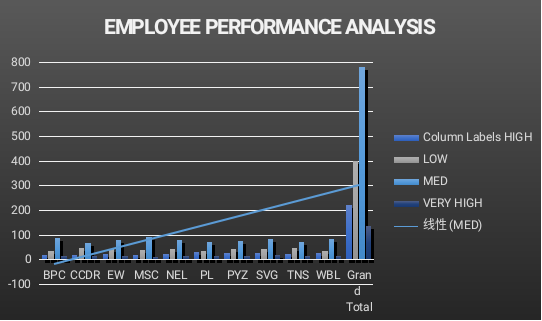 EMPLOYEE PERFORMANCE ANALYSIS
800
700
600
500
400
300
200
100
0
-100
BPC CCDR EW MSC NEL PL PYZ SVG TNS WBL Gran
d
Total
Column Labels HIGH
LOW
MED
VERY HIGH
线性 (MED)